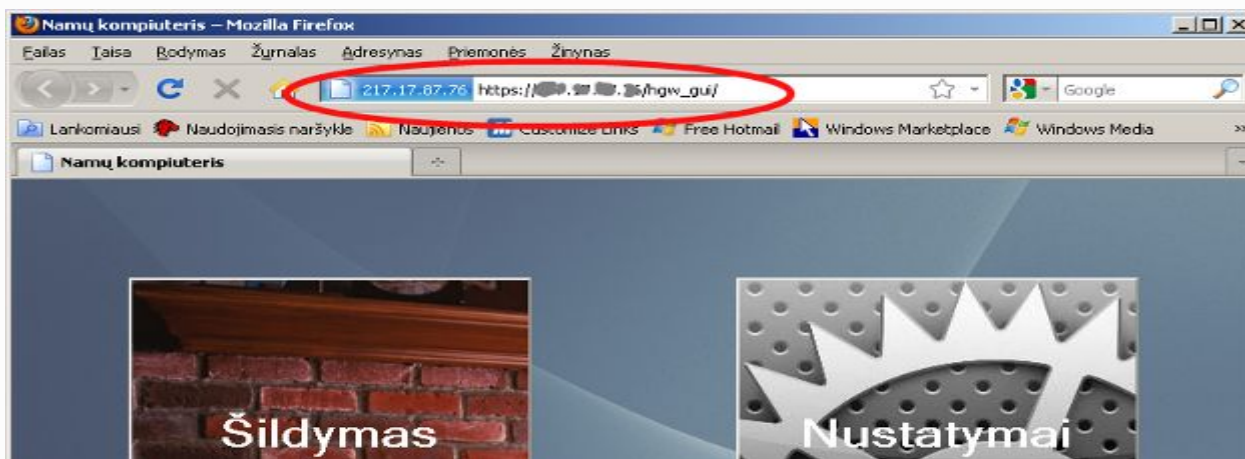 Namų kompiuteris – Mozilla Firefox
Failas Taisa Rodymas Žurnalas Adresynas Priemonės Žinynas
217.17.87.76 https:// /hgw_gui/ Google
Lankomiausi Naudojimasis naršykle Naujienos Customize Links Free Hotmail Windows Marketplace Windows Media
Namų kompiuteris
Šildymas Nustatymai